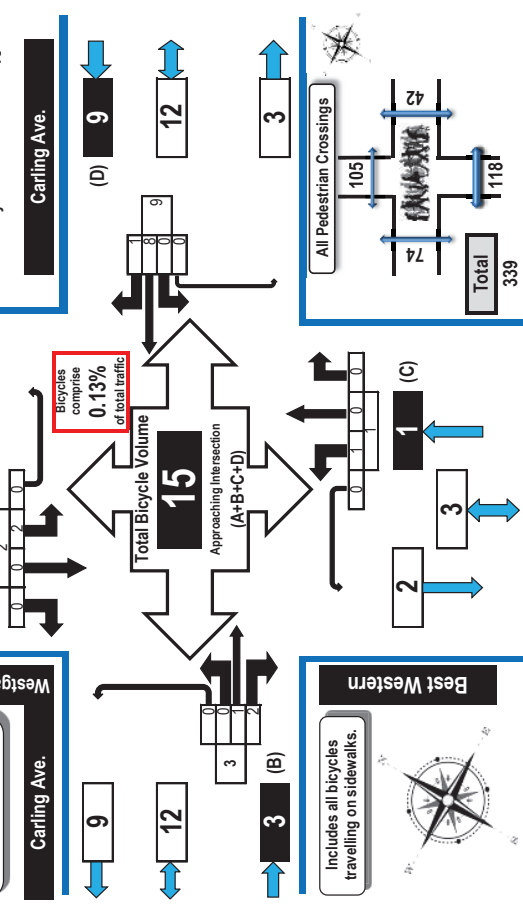 Carling Ave.
9
(D)
12
3
1
8
0
0
9
All Pedestrian Crossings
105
42
74
118
Total
339
Bicycles
comprise
0.13%
of total traffic
Total Bicycle Volume
15
Approaching Intersection
(A+B+C+D)
2
0
0
2
0
0
1
0
0
1
(C)
1
3
2
Carling Ave.
9
12
3
(B)
3
0
0
1
2
Best Western
Includes all bicycles
travelling on sidewalks.
N
E
S
W